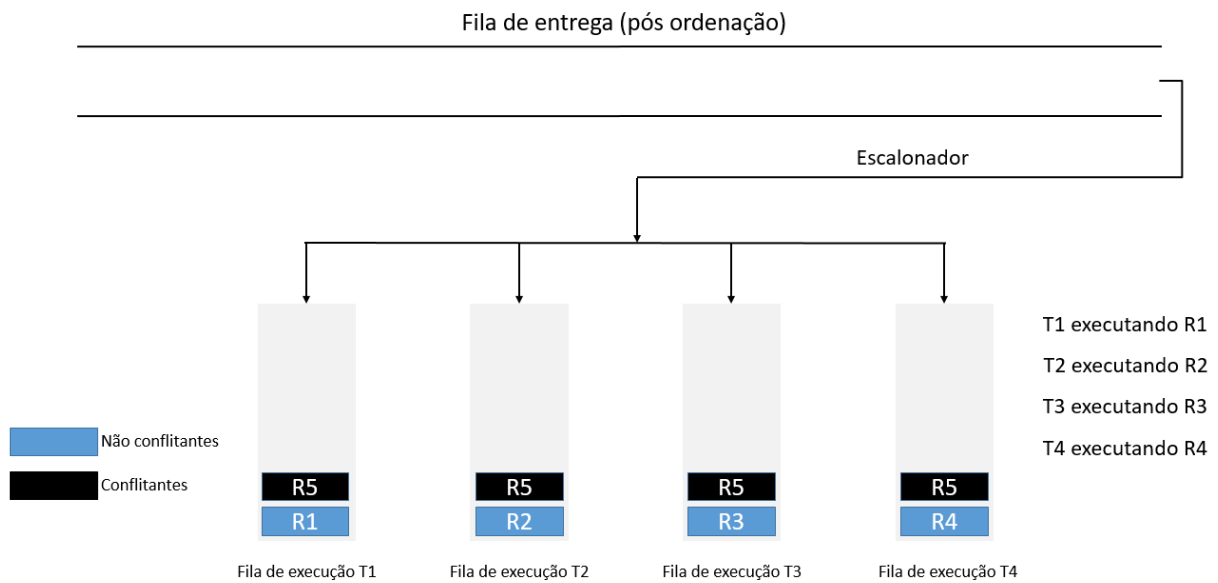 Fila de entrega (pós ordenação)
Escalonador
T1 executando R1
T2 executando R2
T3 executando R3
T4 executando R4
Não conflitantes
Conflitantes
R5
R5
R5
R5
R1
R2
R3
R4
Fila de execução T1
Fila de execução T2
Fila de execução T3
Fila de execução T4